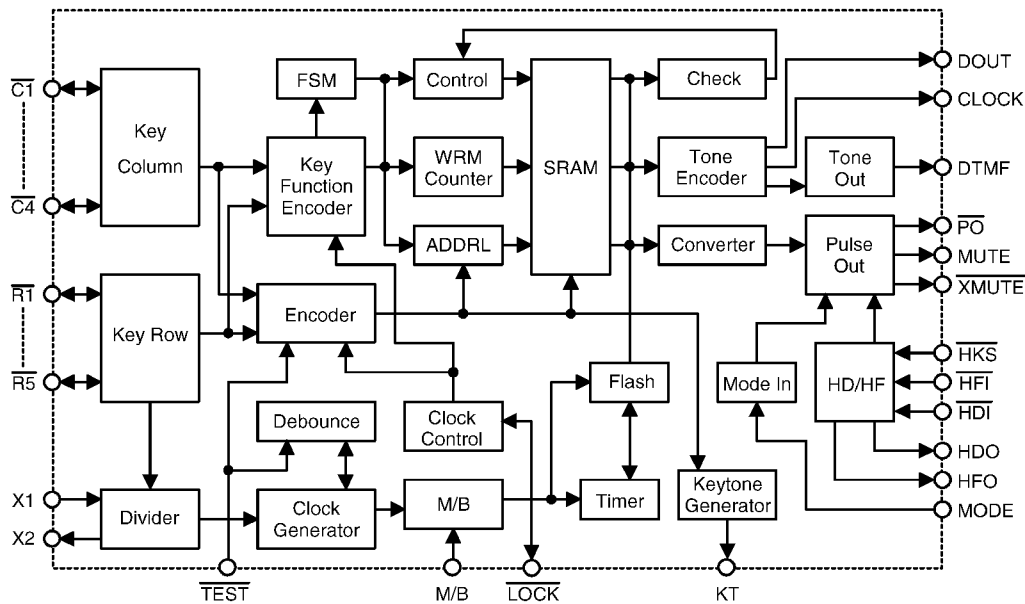 C1
C4
R1
R5
X1
X2
Key
Column
Key Row
Divider
FSM
Key
Function
Encoder
Encoder
Debounce
Clock
Generator
Control
WRM
Counter
ADDRL
Clock
Control
M/B
SRAM
Flash
Timer
Check
Tone
Encoder
Converter
Mode In
Keytone
Generator
Tone
Out
Pulse
Out
HD/HF
DOUT
CLOCK
DTMF
PO
MUTE
XMUTE
HKS
HFI
HDI
HDO
HFO
MODE
TEST
M/B
LOCK
KT